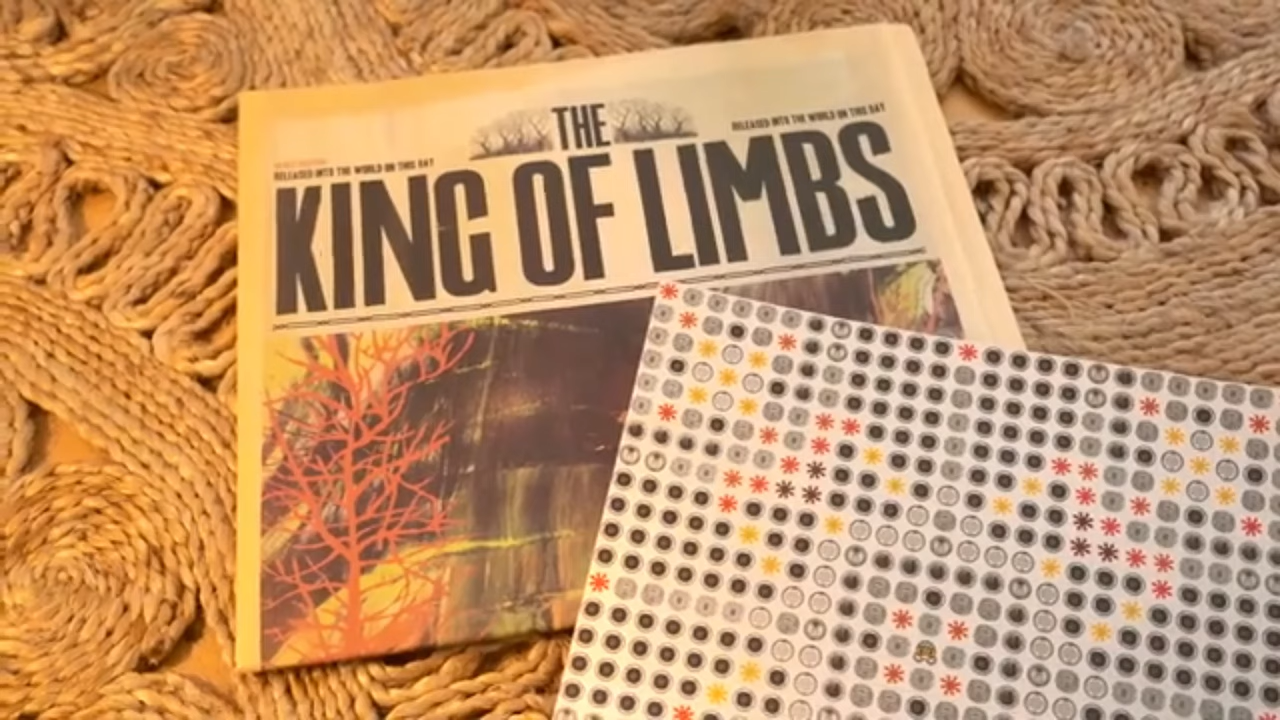 THE
RELEASED INTO THE WORLD ON THIS DAY
RELEASED INTO THE WORLD ON THIS DAY
KING OF LIMBS